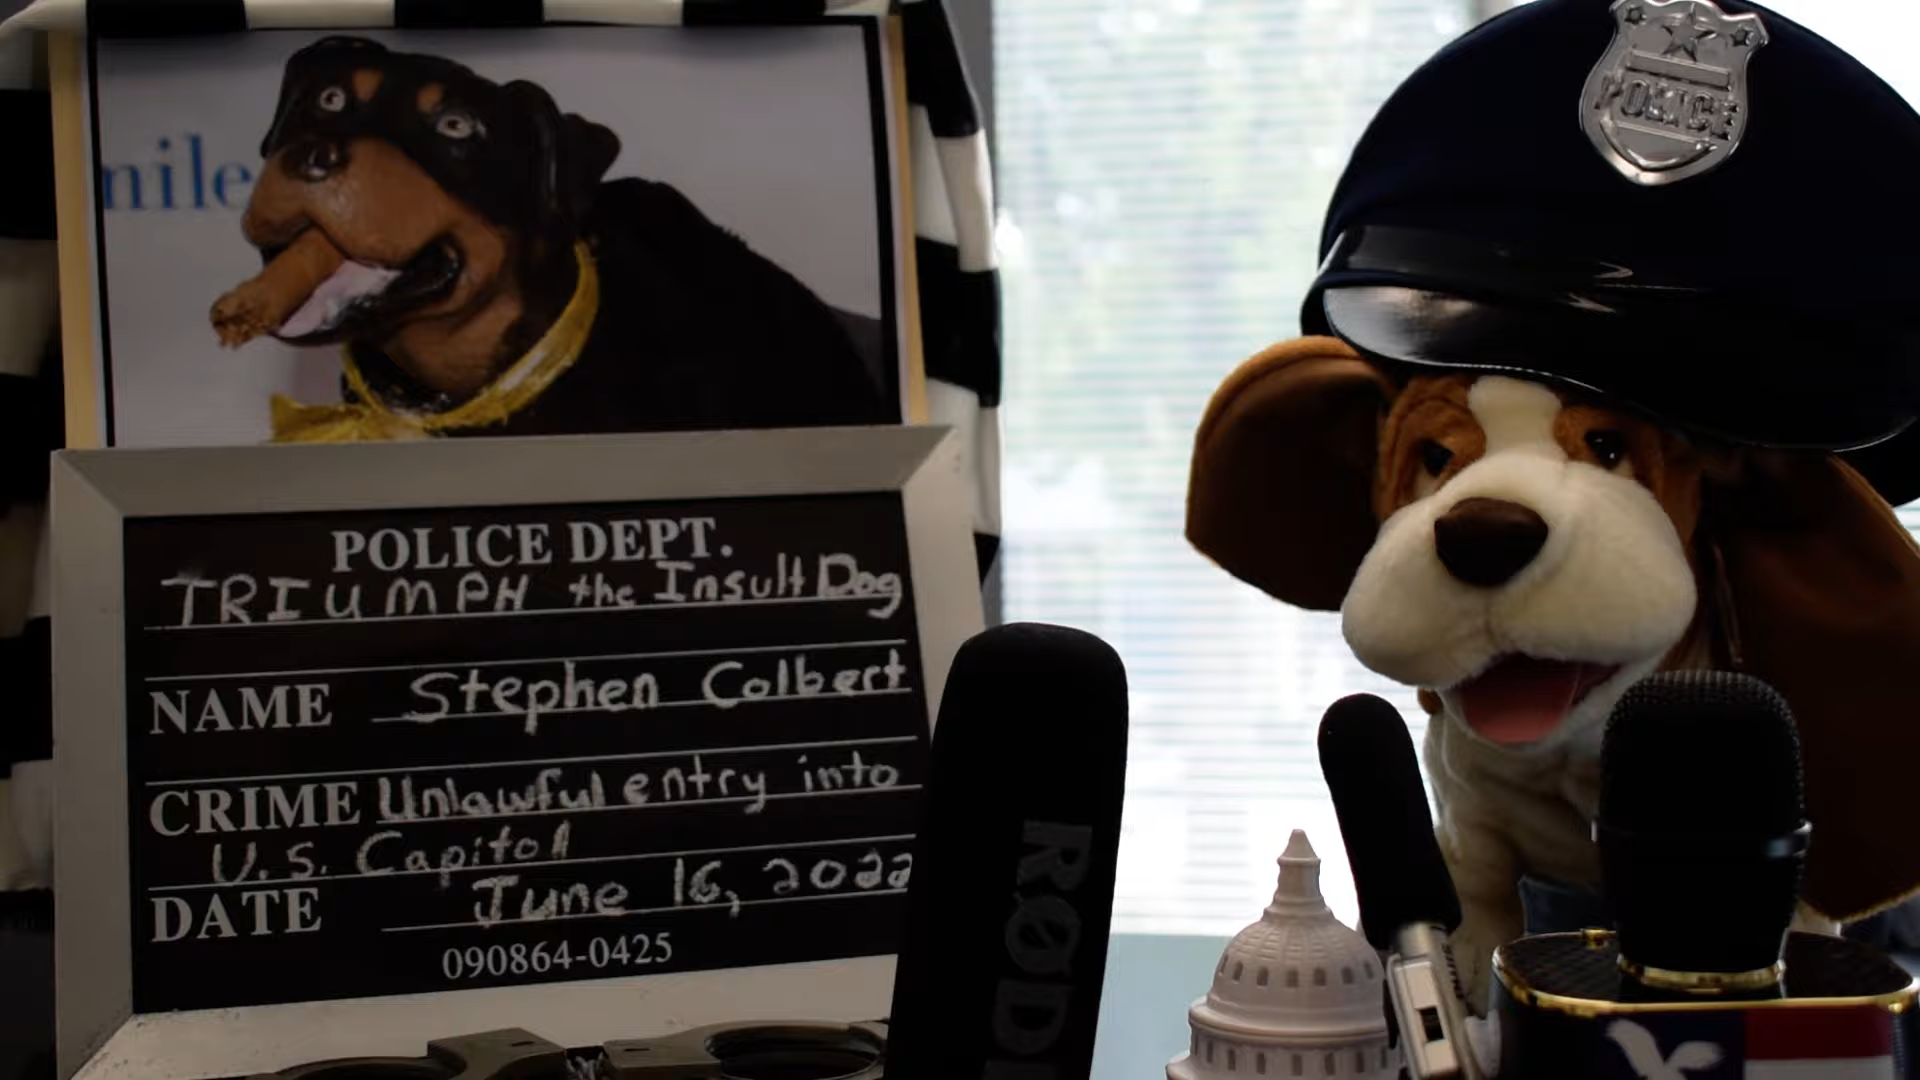 nile
POLICE
POLICE DEPT.
TRIUMPH the Insult Dog
NAME Stephen Colbert
CRIME Unlawful entry into
U.S. Capitol
DATE June 16, 2022
090864-0425
RØDE